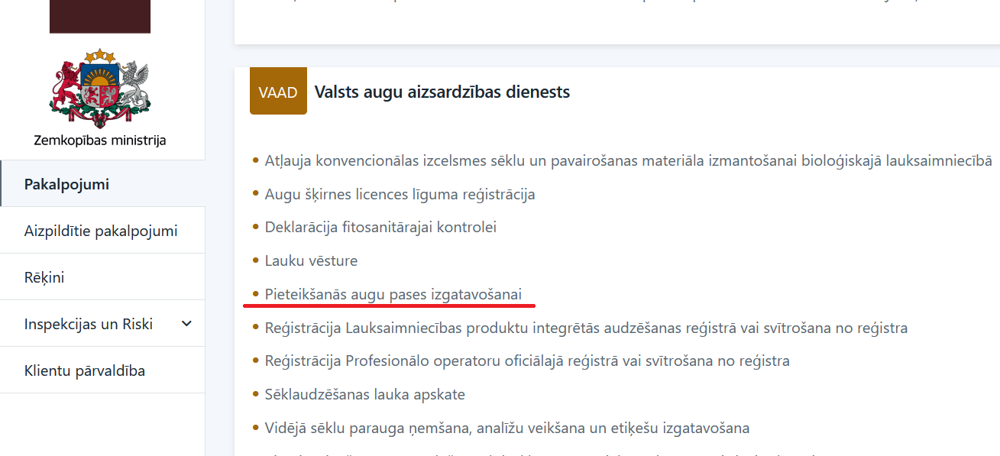 Zemkopības ministrija
Pakalpojumi
Aizpildītie pakalpojumi
Rēķini
Inspekcijas un Riski
Klientu pārvaldība
VAAD Valsts augu aizsardzības dienests
Atļauja konvencionālas izcelsmes sēklu un pavairošanas materiāla izmantošanai bioloģiskajā lauksaimniecībā
Augu šķirnes licences līguma reģistrācija
Deklarācija fitosanitārajai kontrolei
Lauku vēsture
Pieteikšanās augu pases izgatavošanai
Reģistrācija Lauksaimniecības produktu integrētās audzēšanas reģistrā vai svītrošana no reģistra
Reģistrācija Profesionālo operatoru oficiālajā reģistrā vai svītrošana no reģistra
Sēklaudzēšanas lauka apskate
Vidējā sēklu parauga ņemšana, analīžu veikšana un etiķešu izgatavošana